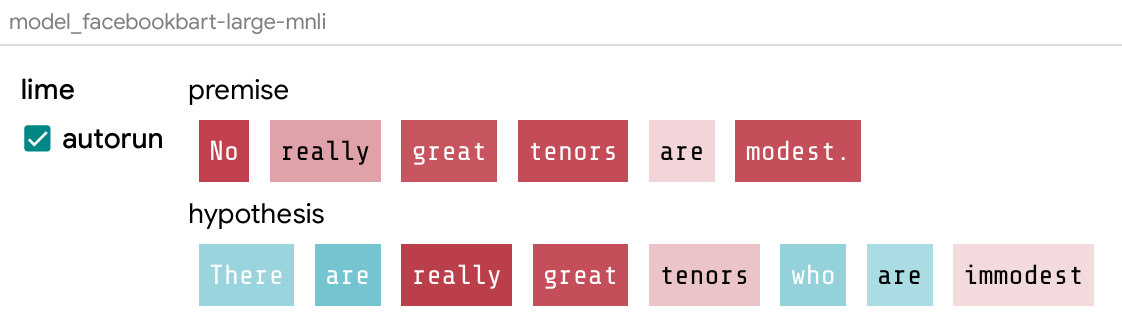 model_facebookbart-large-mnli
lime premise
autorun No really great tenors are modest.
hypothesis
There are really great tenors who are immodest